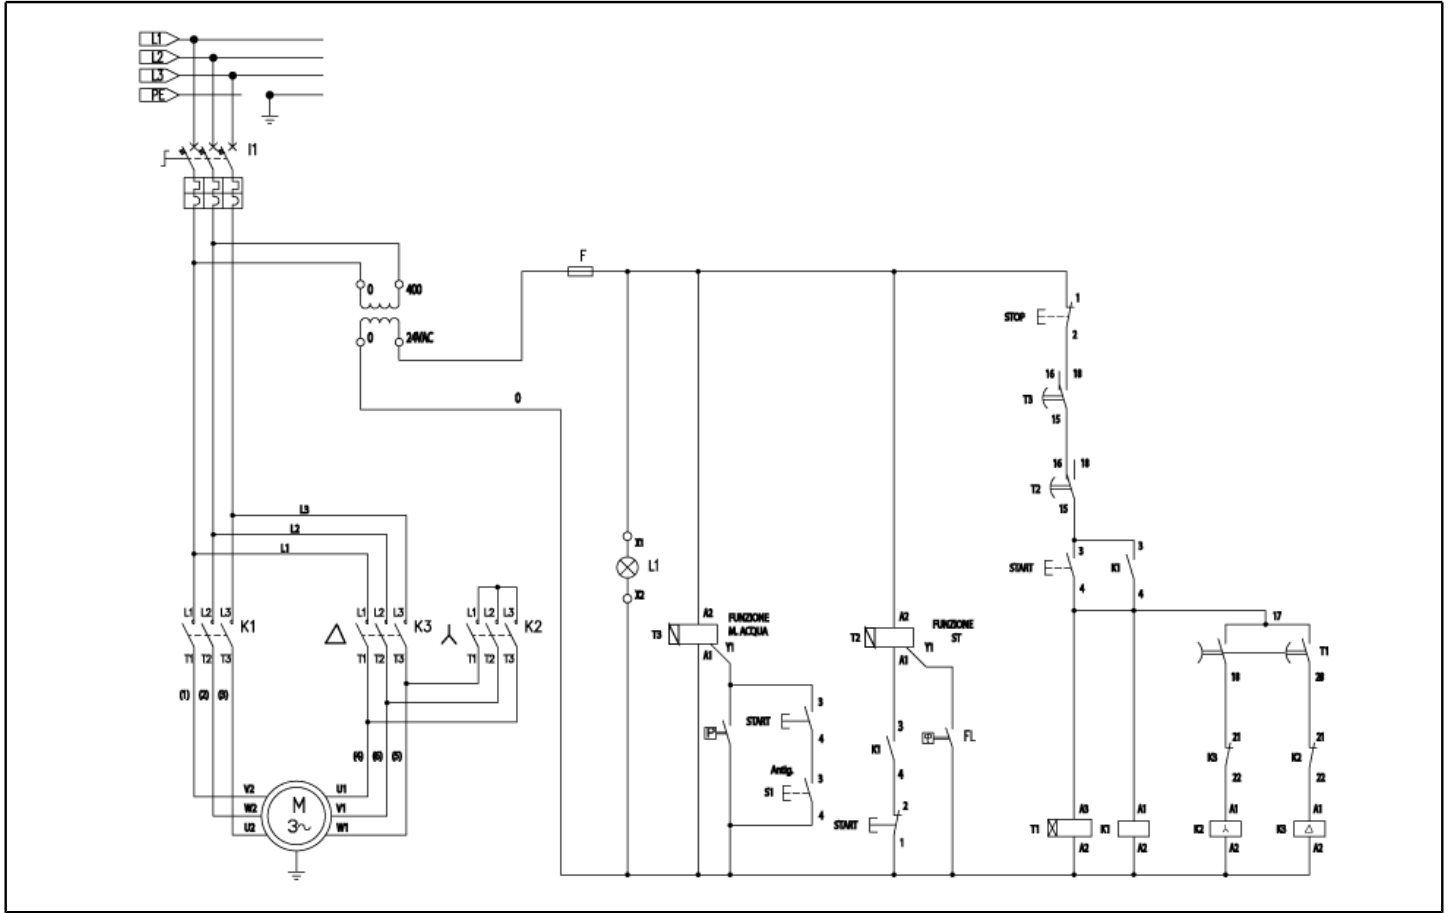 L1
L2
L3
PE
I1
F
0
400
0
24VAC
0
STOP
1
2
16
18
T3
15
16
18
T2
15
L3
L2
L1
X1
L1
X2
START
3
4
K1
3
4
L1 L2 L3
K1
T1 T2 T3
(1) (2) (3)
L1 L2 L3
K3
T1 T2 T3
(4) (6) (5)
L1 L2 L3
K2
T1 T2 T3
A2
T3
FUNZIONE
M. ACQUA
A1
Y1
A2
T2
FUNZIONE
ST
A1
Y1
17
T1
18
28
START
3
4
P
Antig.
S1
3
4
K1
3
4
FL
START
2
1
K3
21
22
K2
21
22
V2
W2
U2
M
3~
U1
V1
W1
T1
A3
A2
K1
A1
A2
K2
A1
A2
K3
A1
A2